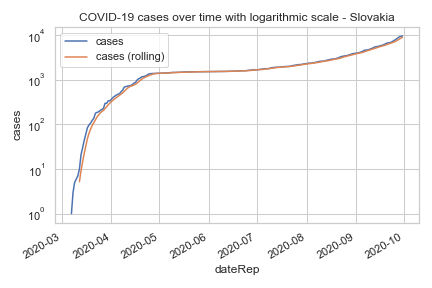 COVID-19 cases over time with logarithmic scale - Slovakia
cases
cases (rolling)
10⁴
10³
10²
10¹
10⁰
cases
2020-03
2020-04
2020-05
2020-06
2020-07
2020-08
2020-09
2020-10
dateRep